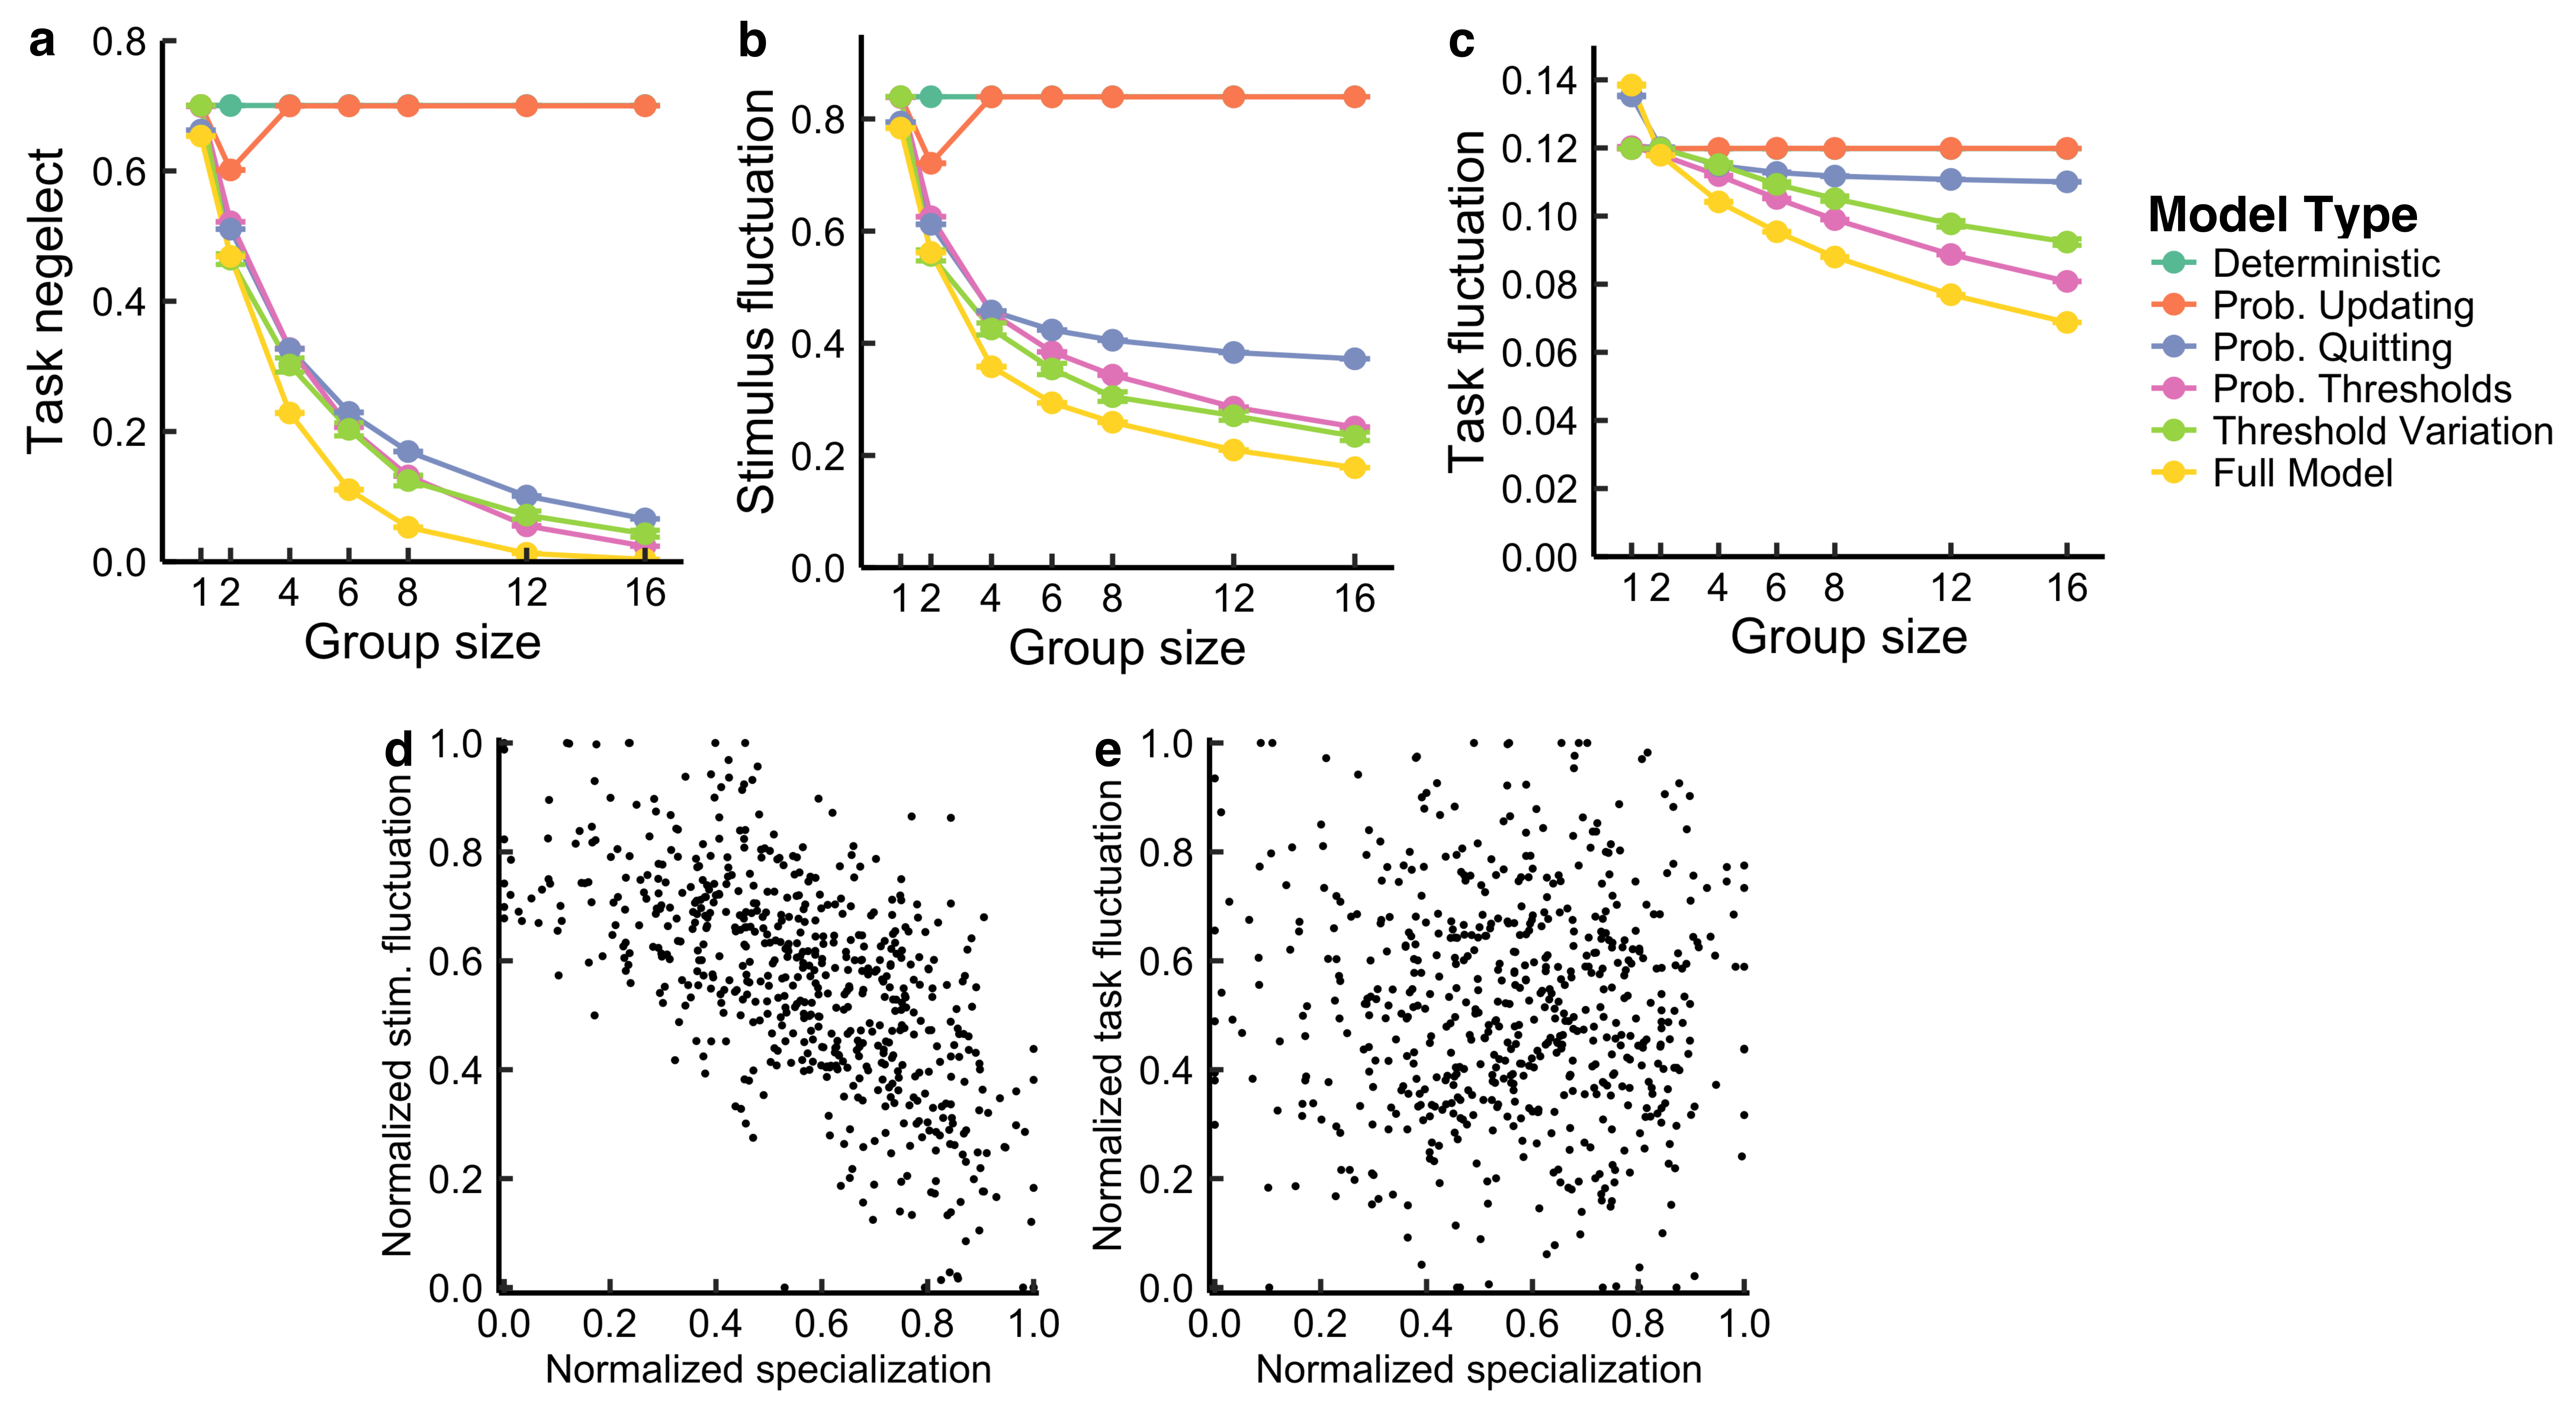 a
Task negelect
0.8
0.6
0.4
0.2
0.0
1 2 4 6 8 12 16
Group size
b
Stimulus fluctuation
0.8
0.6
0.4
0.2
0.0
1 2 4 6 8 12 16
Group size
c
Task fluctuation
0.14
0.12
0.10
0.08
0.06
0.04
0.02
0.00
1 2 4 6 8 12 16
Group size
Model Type
Deterministic
Prob. Updating
Prob. Quitting
Prob. Thresholds
Threshold Variation
Full Model
d
Normalized stim. fluctuation
1.0
0.8
0.6
0.4
0.2
0.0
0.0 0.2 0.4 0.6 0.8 1.0
Normalized specialization
e
Normalized task fluctuation
1.0
0.8
0.6
0.4
0.2
0.0
0.0 0.2 0.4 0.6 0.8 1.0
Normalized specialization